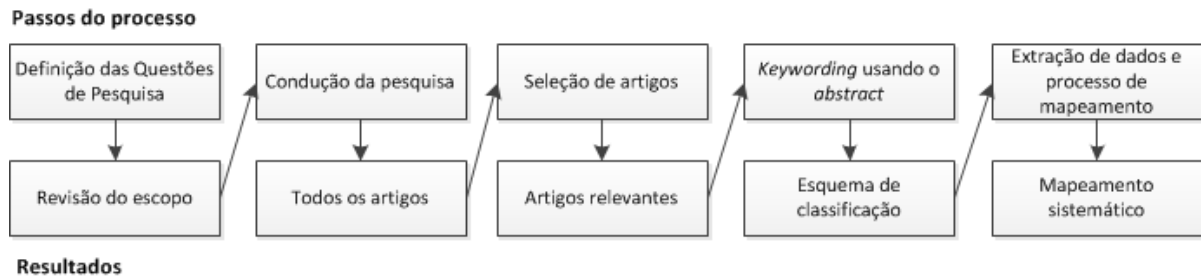 Passos do processo
Definição das Questões
de Pesquisa
Condução da pesquisa
Seleção de artigos
Keywording usando o
abstract
Extração de dados e
processo de
mapeamento
Revisão do escopo
Todos os artigos
Artigos relevantes
Esquema de
classificação
Mapeamento
sistemático
Resultados